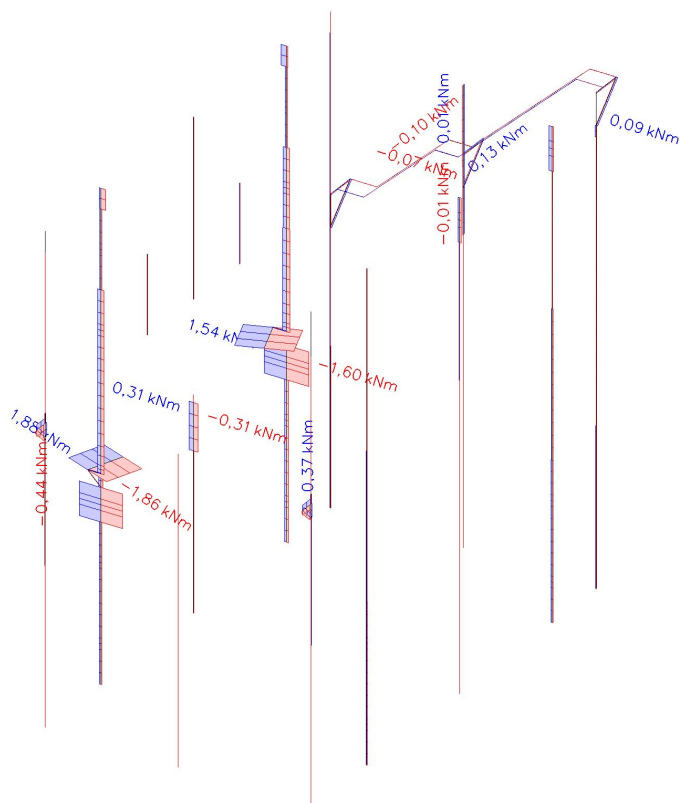 0,01 kNm
−0,10 kNm
0,09 kNm
−0,07 kNm
0,13 kNm
−0,01 kNm
1,54 kNm
−1,60 kNm
0,31 kNm
−0,31 kNm
1,88 kNm
−1,86 kNm
−0,44 kNm
0,37 kNm